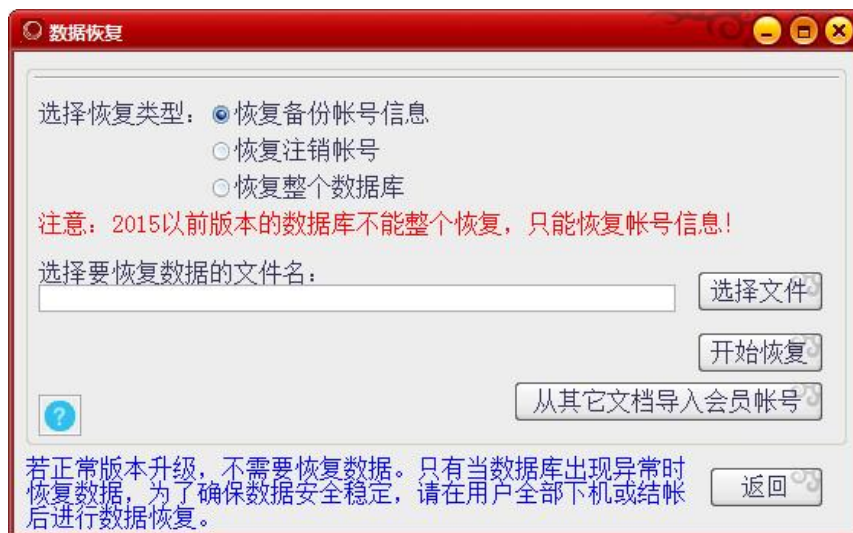 数据恢复
选择恢复类型：恢复备份帐号信息
恢复注销帐号
恢复整个数据库
注意：2015以前版本的数据库不能整个恢复，只能恢复帐号信息！
选择要恢复数据的文件名：
选择文件
开始恢复
从其它文档导入会员帐号
?
若正常版本升级，不需要恢复数据。只有当数据库出现异常时
恢复数据，为了确保数据安全稳定，请在用户全部下机或结帐
后进行数据恢复。
返回